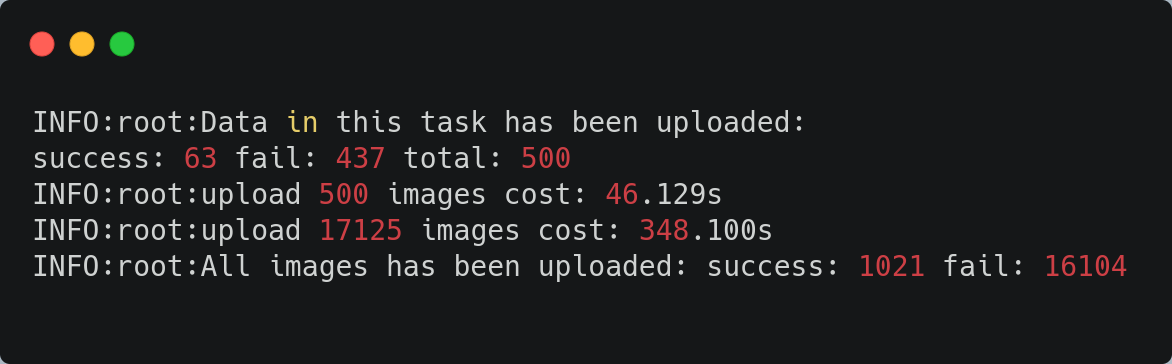 INFO:root:Data in this task has been uploaded:
success: 63 fail: 437 total: 500
INFO:root:upload 500 images cost: 46.129s
INFO:root:upload 17125 images cost: 348.100s
INFO:root:All images has been uploaded: success: 1021 fail: 16104